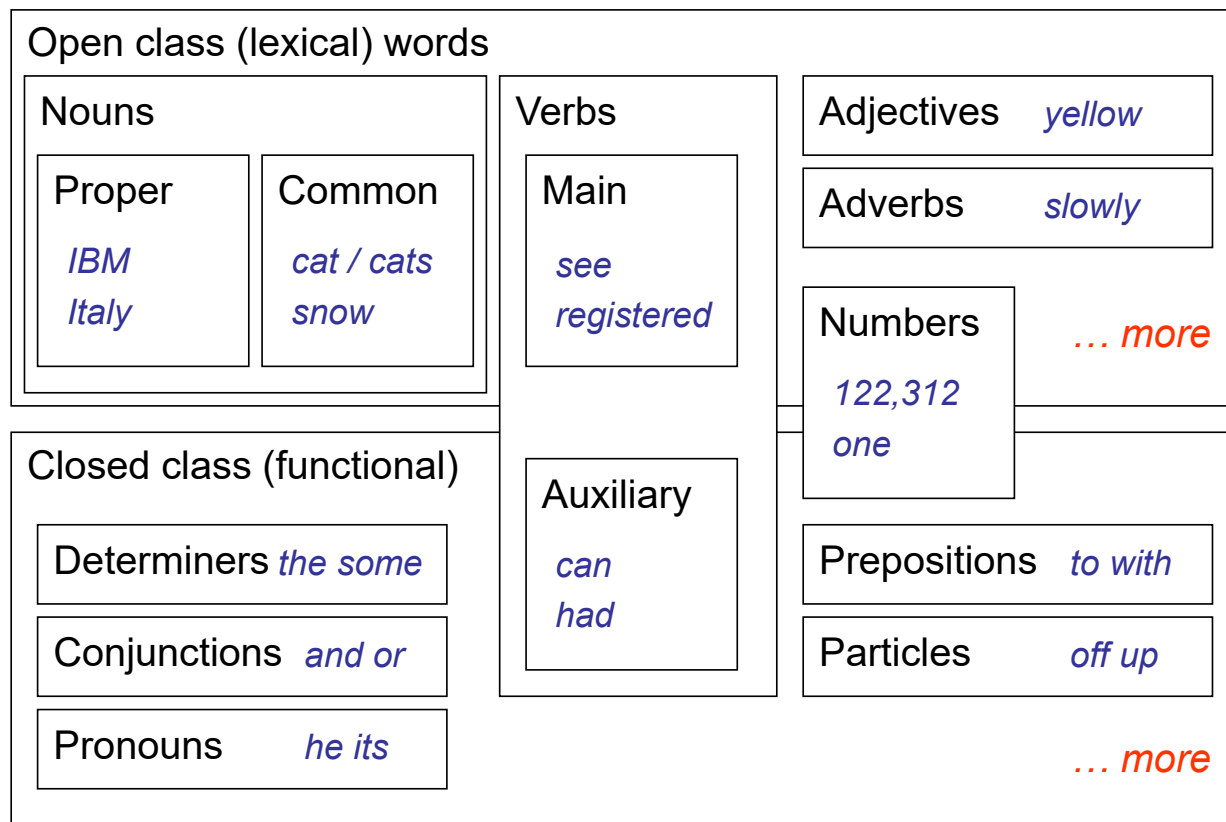 Open class (lexical) words
Nouns
Proper
IBM
Italy
Common
cat / cats
snow
Verbs
Main
see
registered
Adjectives yellow
Adverbs slowly
Numbers
122,312
one
… more
Closed class (functional)
Determiners the some
Conjunctions and or
Pronouns he its
Auxiliary
can
had
Prepositions to with
Particles off up
… more